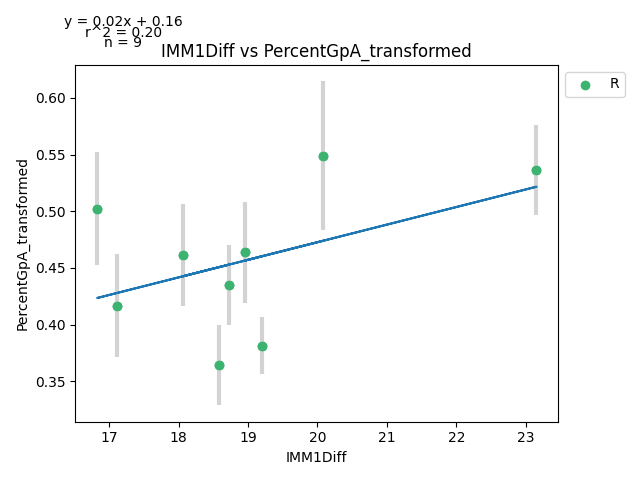 y = 0.02x + 0.16
r^2 = 0.20
n = 9
IMM1Diff vs PercentGpA_transformed
R
PercentGpA_transformed
0.60
0.55
0.50
0.45
0.40
0.35
17 18 19 20 21 22 23
IMM1Diff